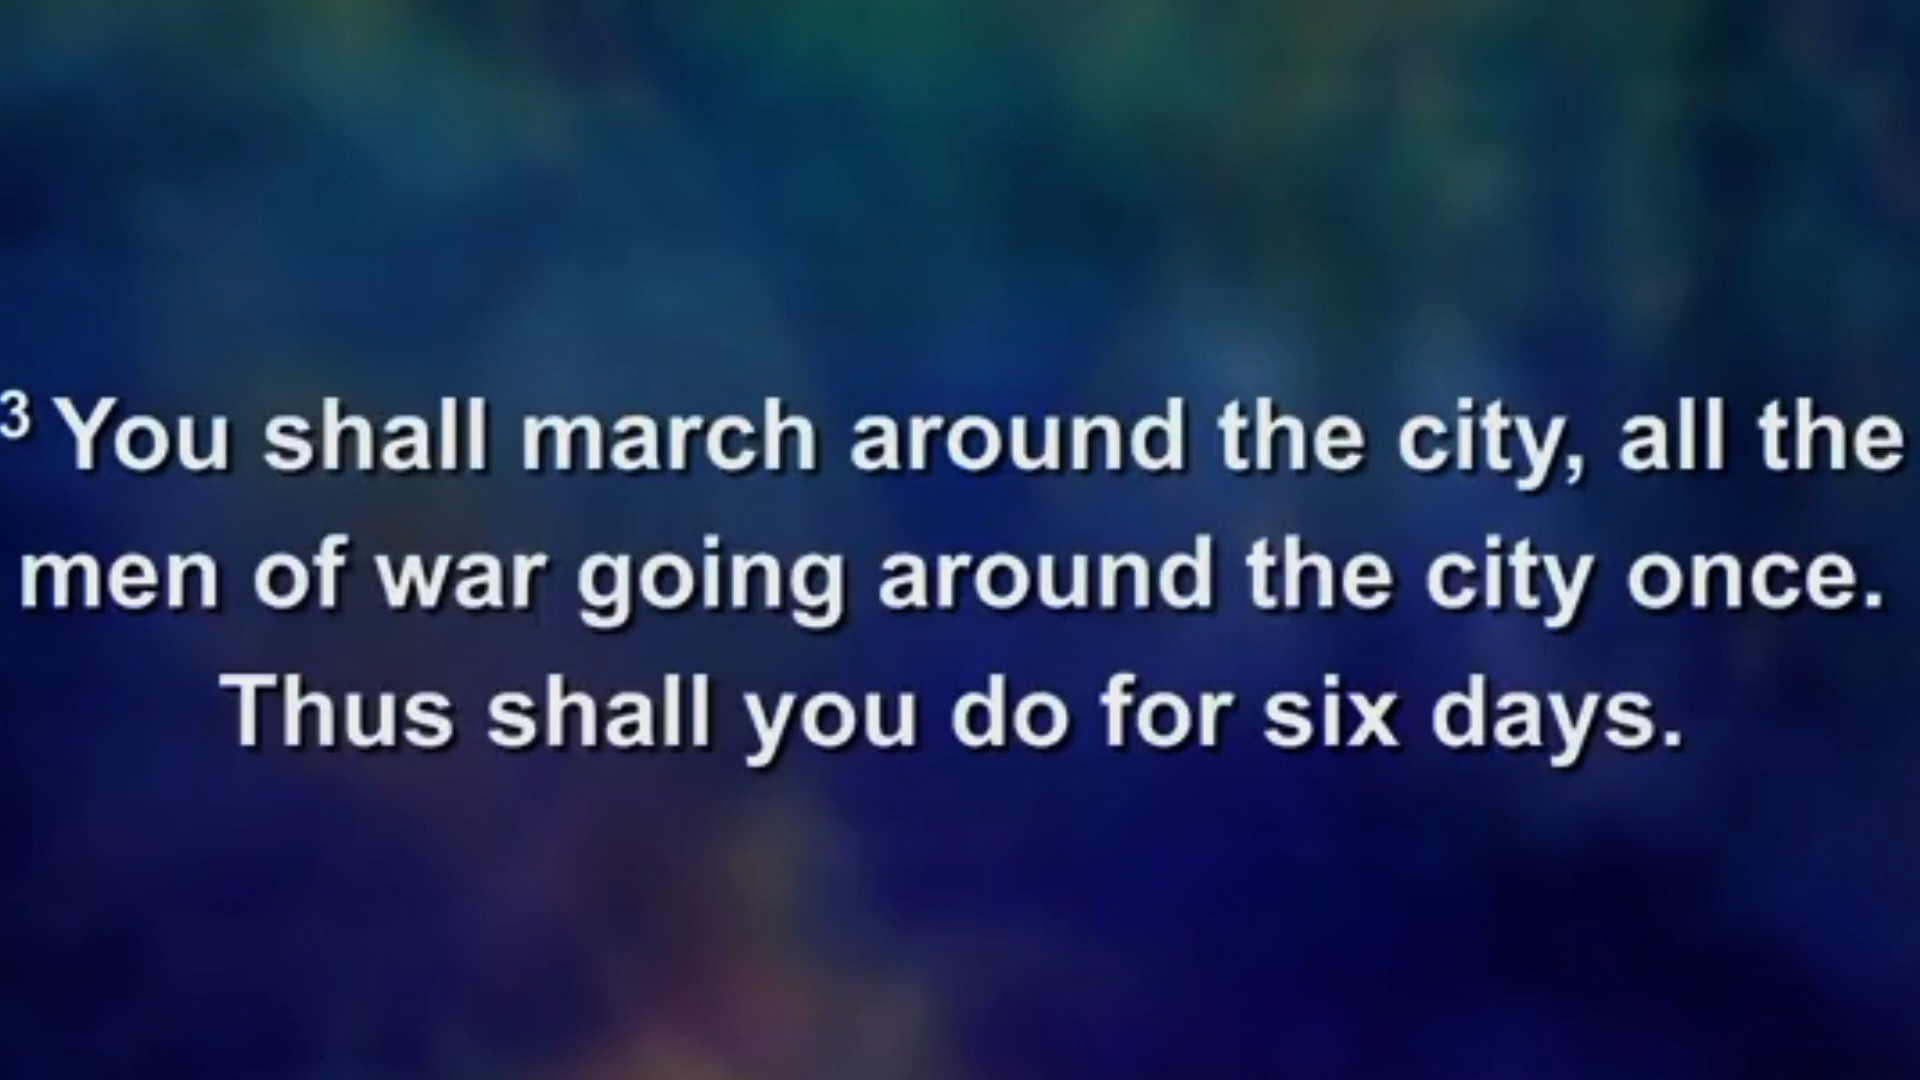 3 You shall march around the city, all the
men of war going around the city once.
Thus shall you do for six days.